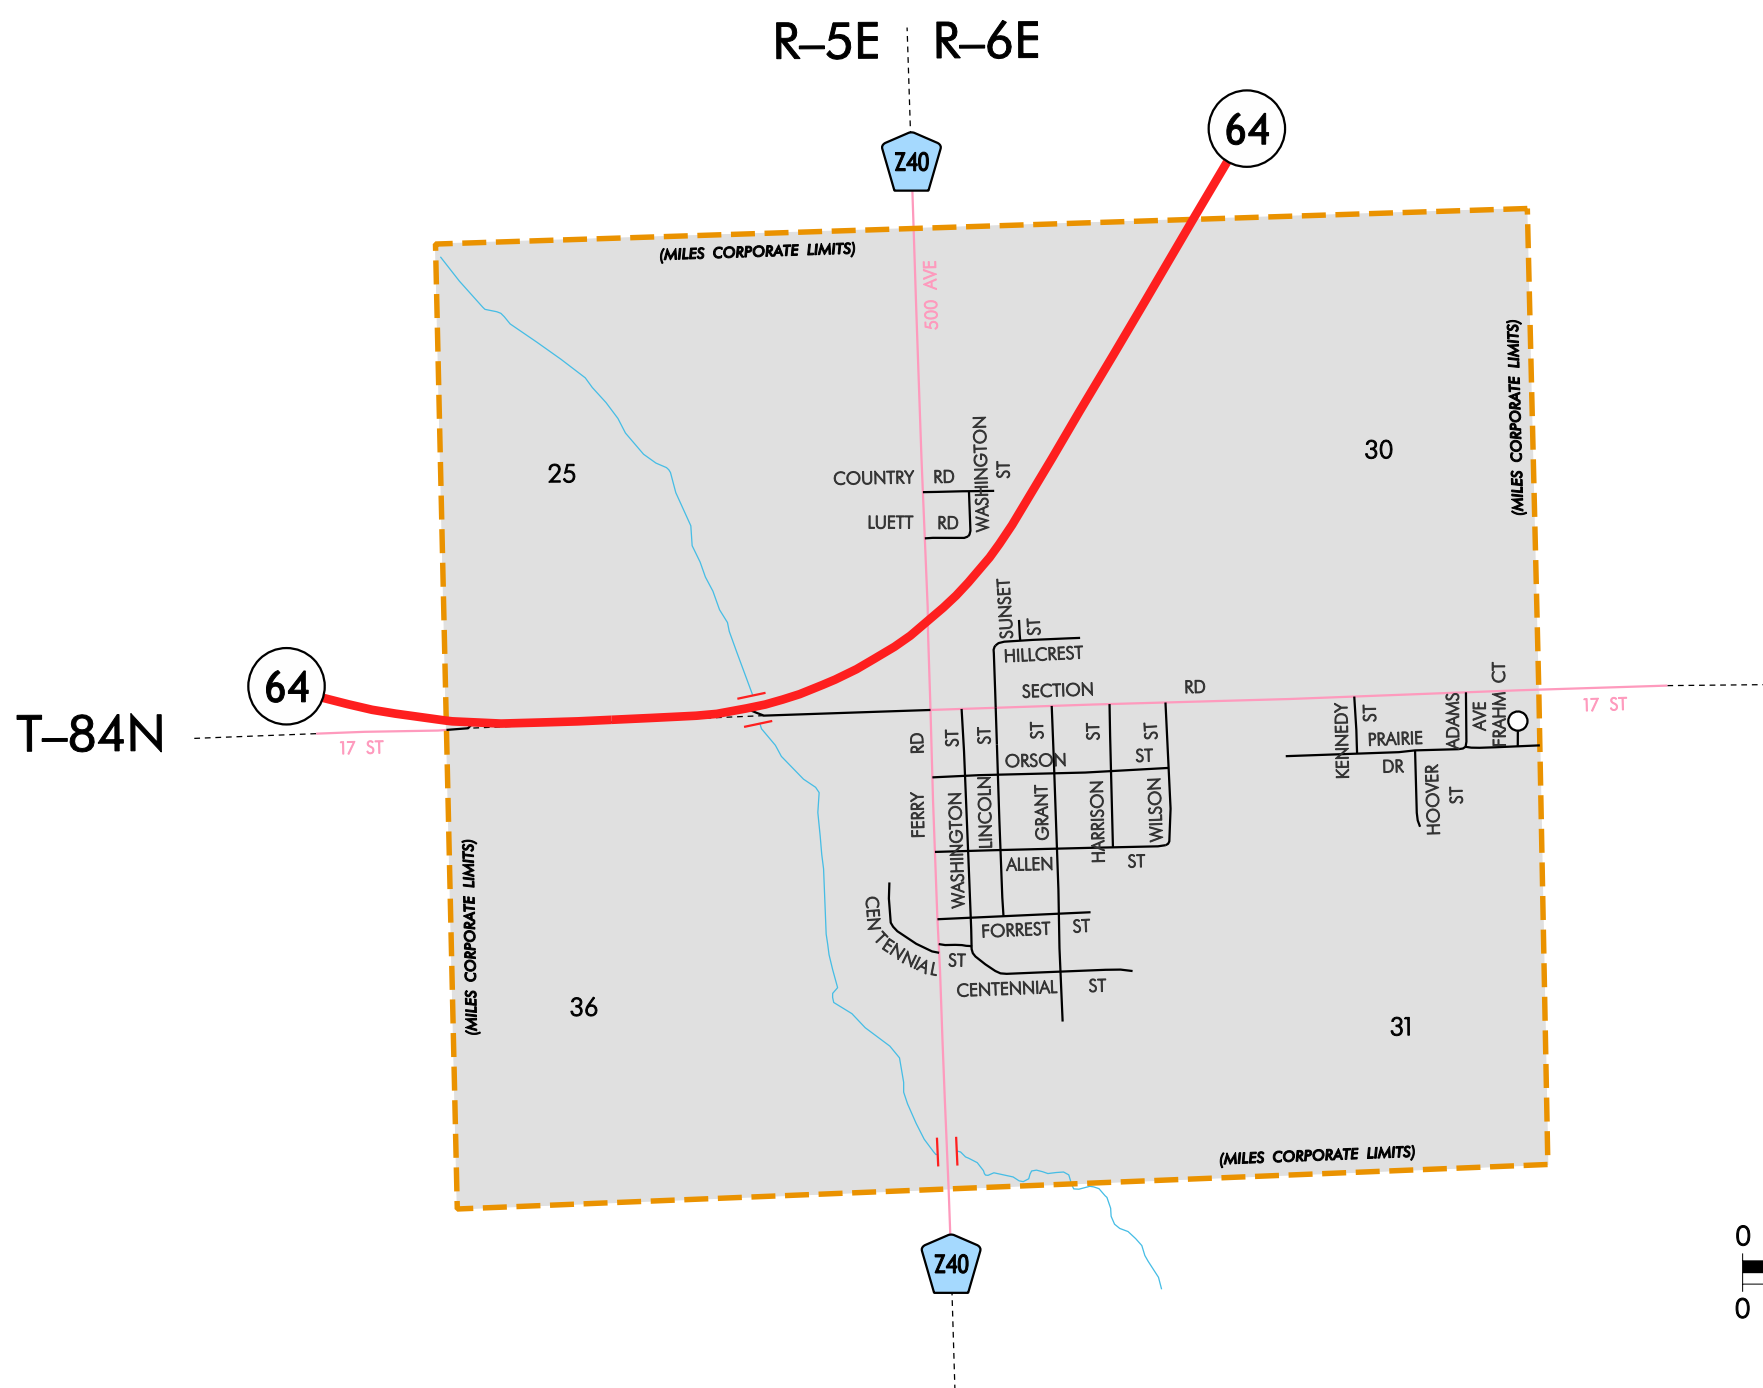 R–5E R–6E
64
Z40
(MILES CORPORATE LIMITS)
500 AVE
(MILES CORPORATE LIMITS)
30
25
COUNTRY RD
WASHINGTON ST
LUETT RD
SUNSET ST
HILLCREST
64
SECTION RD
17 ST
T–84N
17 ST
FERRY RD
WASHINGTON ST
LINCOLN ST
GRANT ST
HARRISON ST
WILSON ST
ORSON ST
KENNEDY ST
PRAIRIE DR
ADAMS AVE
FRAHM CT
HOOVER ST
ALLEN ST
(MILES CORPORATE LIMITS)
CENTENNIAL ST
FORREST ST
CENTENNIAL ST
36
31
(MILES CORPORATE LIMITS)
Z40
0
0